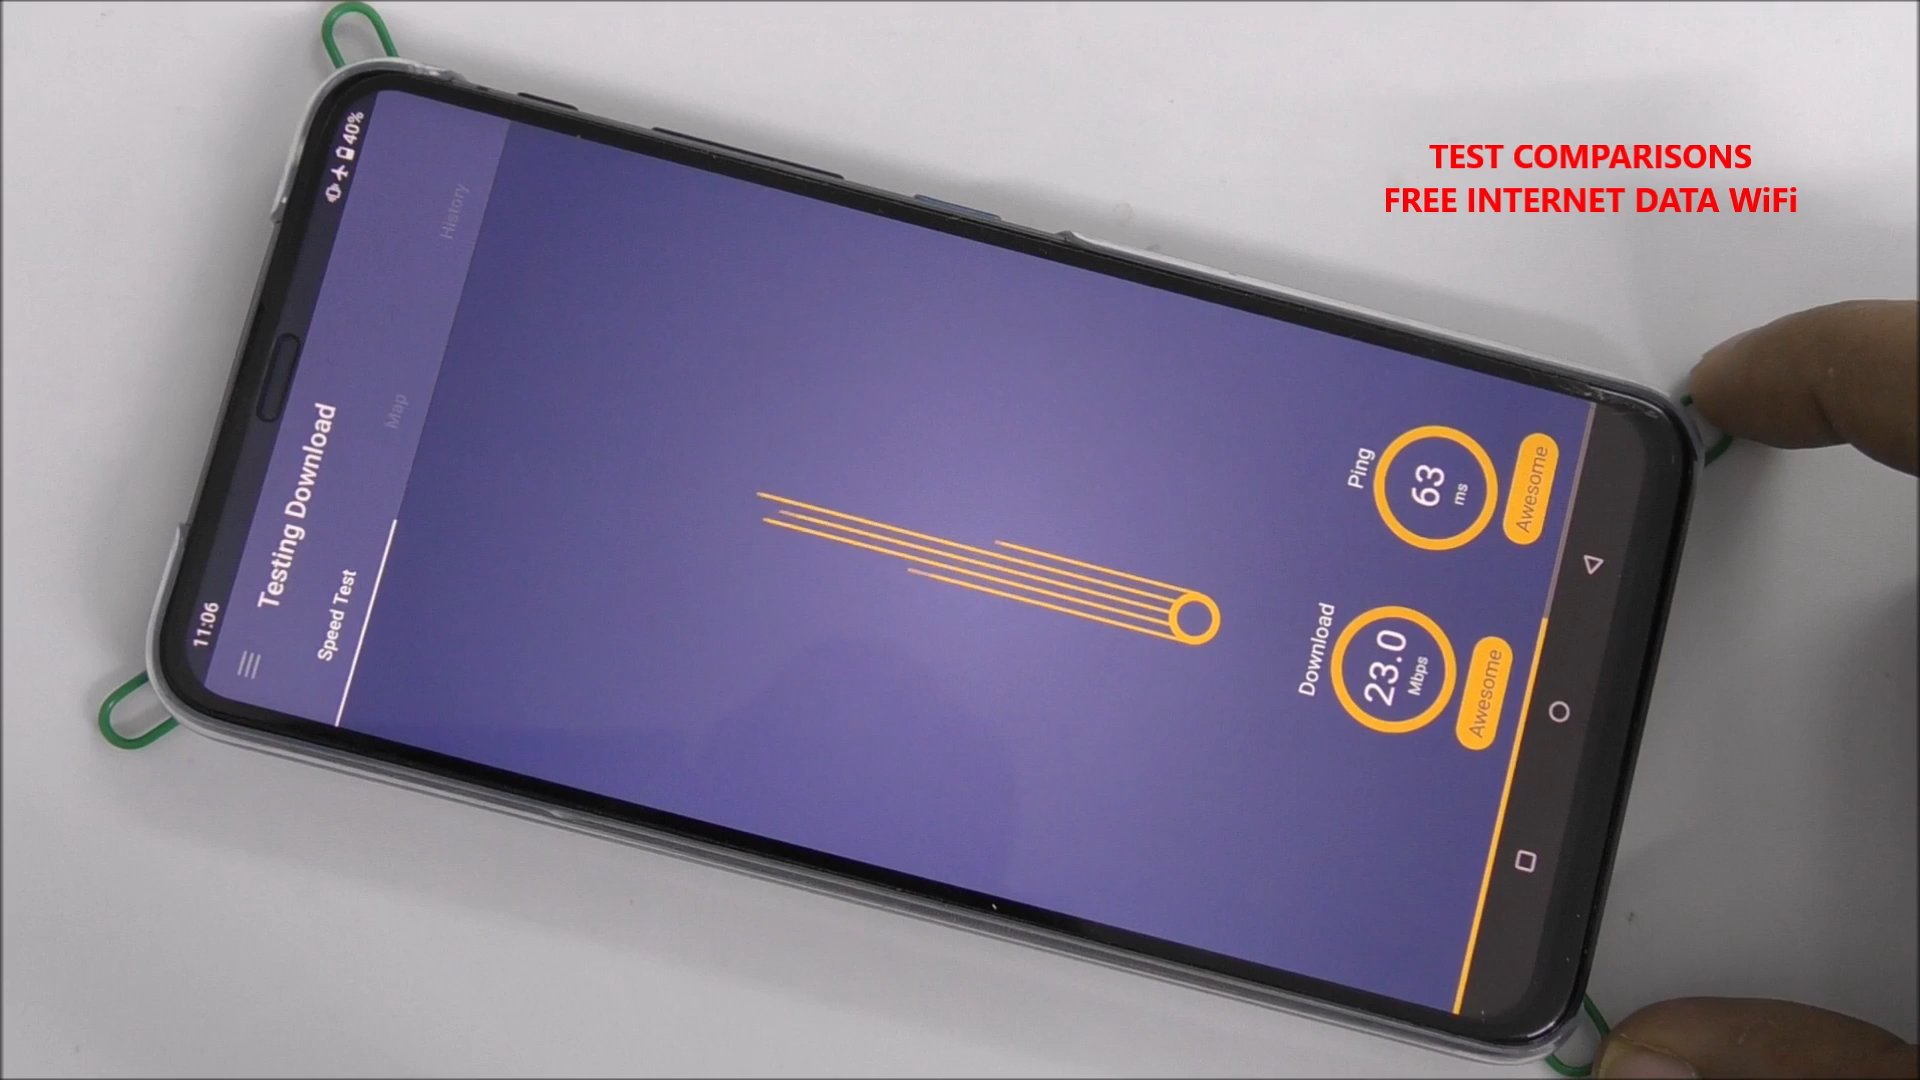 TEST COMPARISONS
FREE INTERNET DATA WiFi
11:06
40%
Testing Download
Speed Test
Map
History
Download
23.0
Mbps
Awesome
Ping
63
ms
Awesome